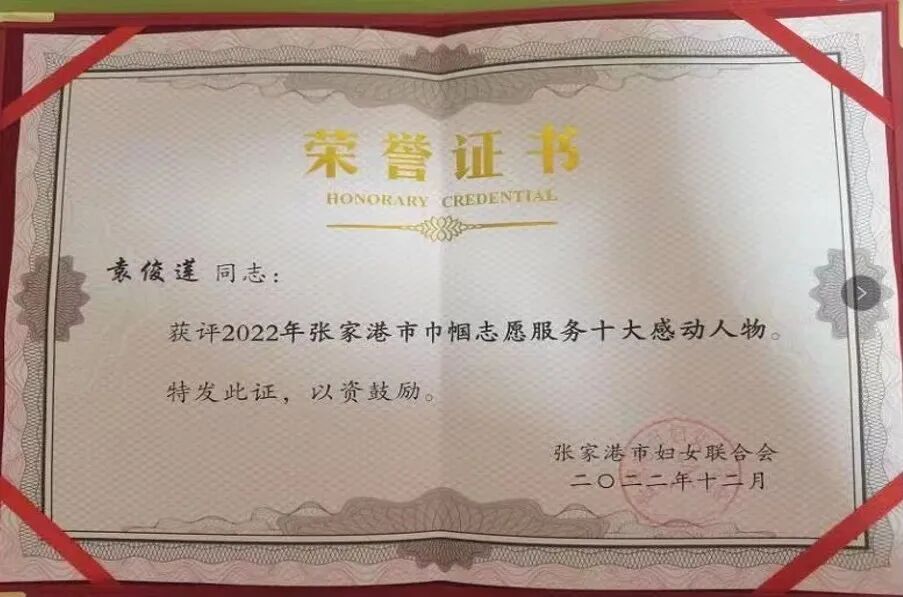 荣誉证书
HONORARY CREDENTIAL
袁俊莲 同志：
获评2022年张家港市巾帼志愿服务十大感动人物。
特发此证，以资鼓励。
张家港市妇女联合会
二〇二二年十二月